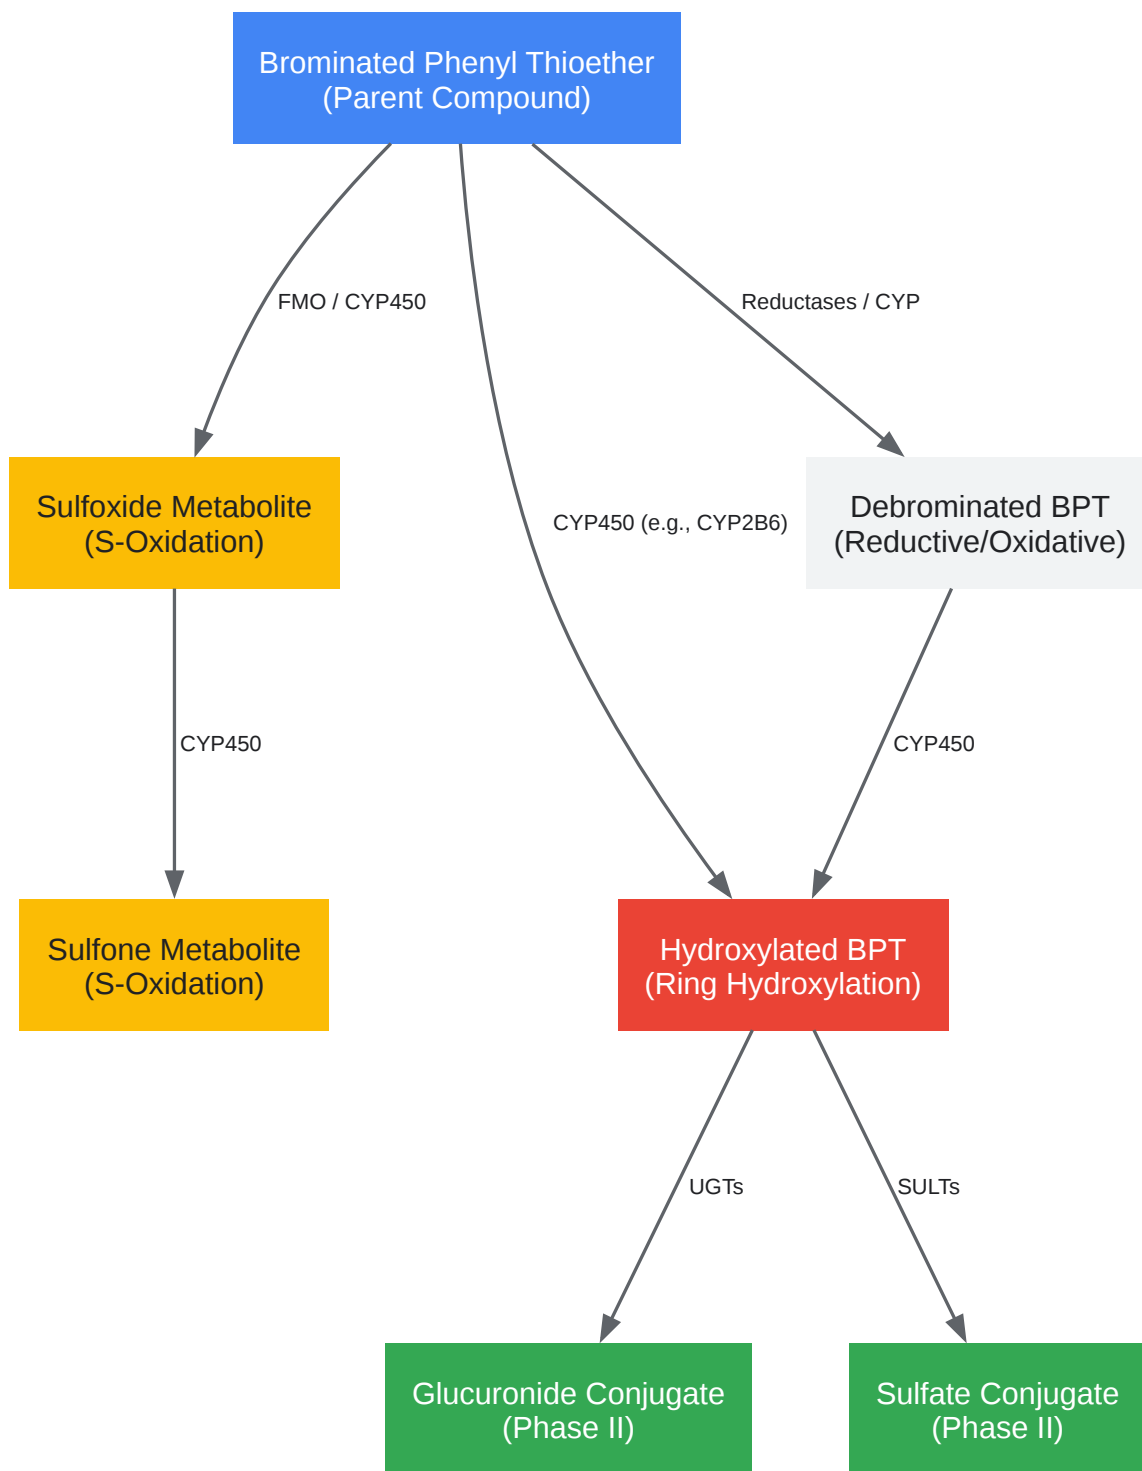 Brominated Phenyl Thioether
(Parent Compound)
FMO / CYP450
Reductases / CYP
Sulfoxide Metabolite
(S-Oxidation)
CYP450 (e.g., CYP2B6)
Debrominated BPT
(Reductive/Oxidative)
CYP450
CYP450
Sulfone Metabolite
(S-Oxidation)
Hydroxylated BPT
(Ring Hydroxylation)
UGTs
SULTs
Glucuronide Conjugate
(Phase II)
Sulfate Conjugate
(Phase II)